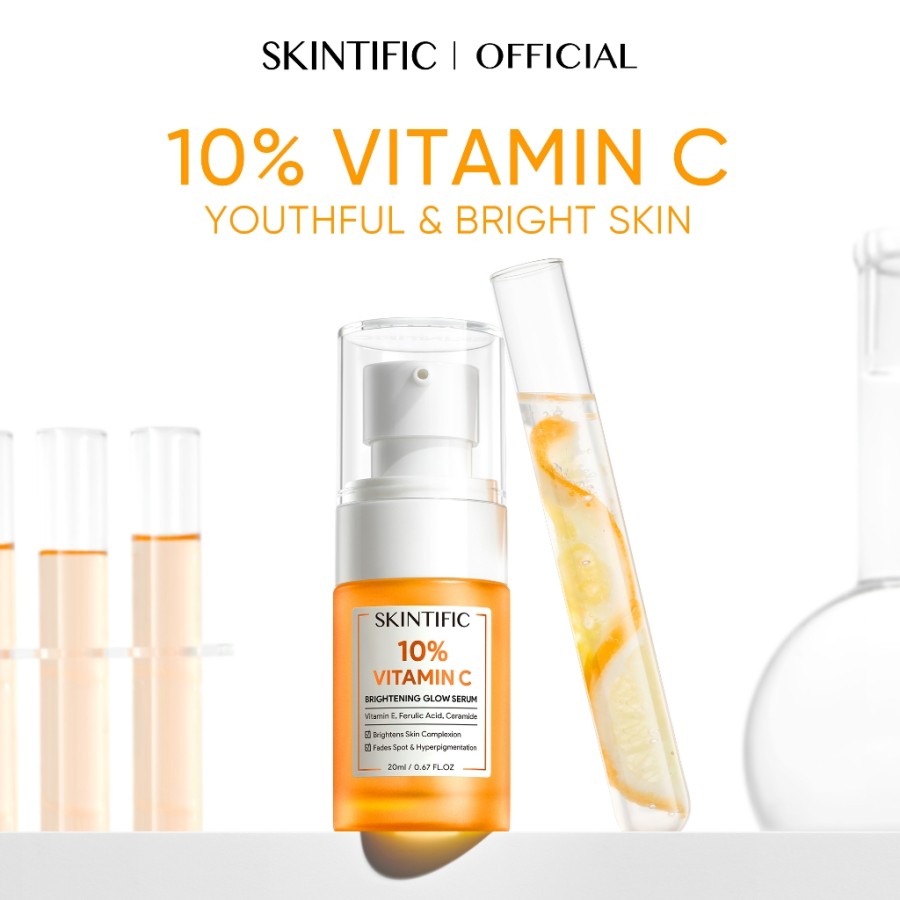 SKINTIFIC | OFFICIAL
10% VITAMIN C
YOUTHFUL & BRIGHT SKIN
SKINTIFIC
10%
VITAMIN C
BRIGHTENING GLOW SERUM
Vitamin E, Ferulic Acid, Ceramide
☑ Brightens Skin Complexion
☑ Fades Spot & Hyperpigmentation
20ml / 0.67 FL.OZ